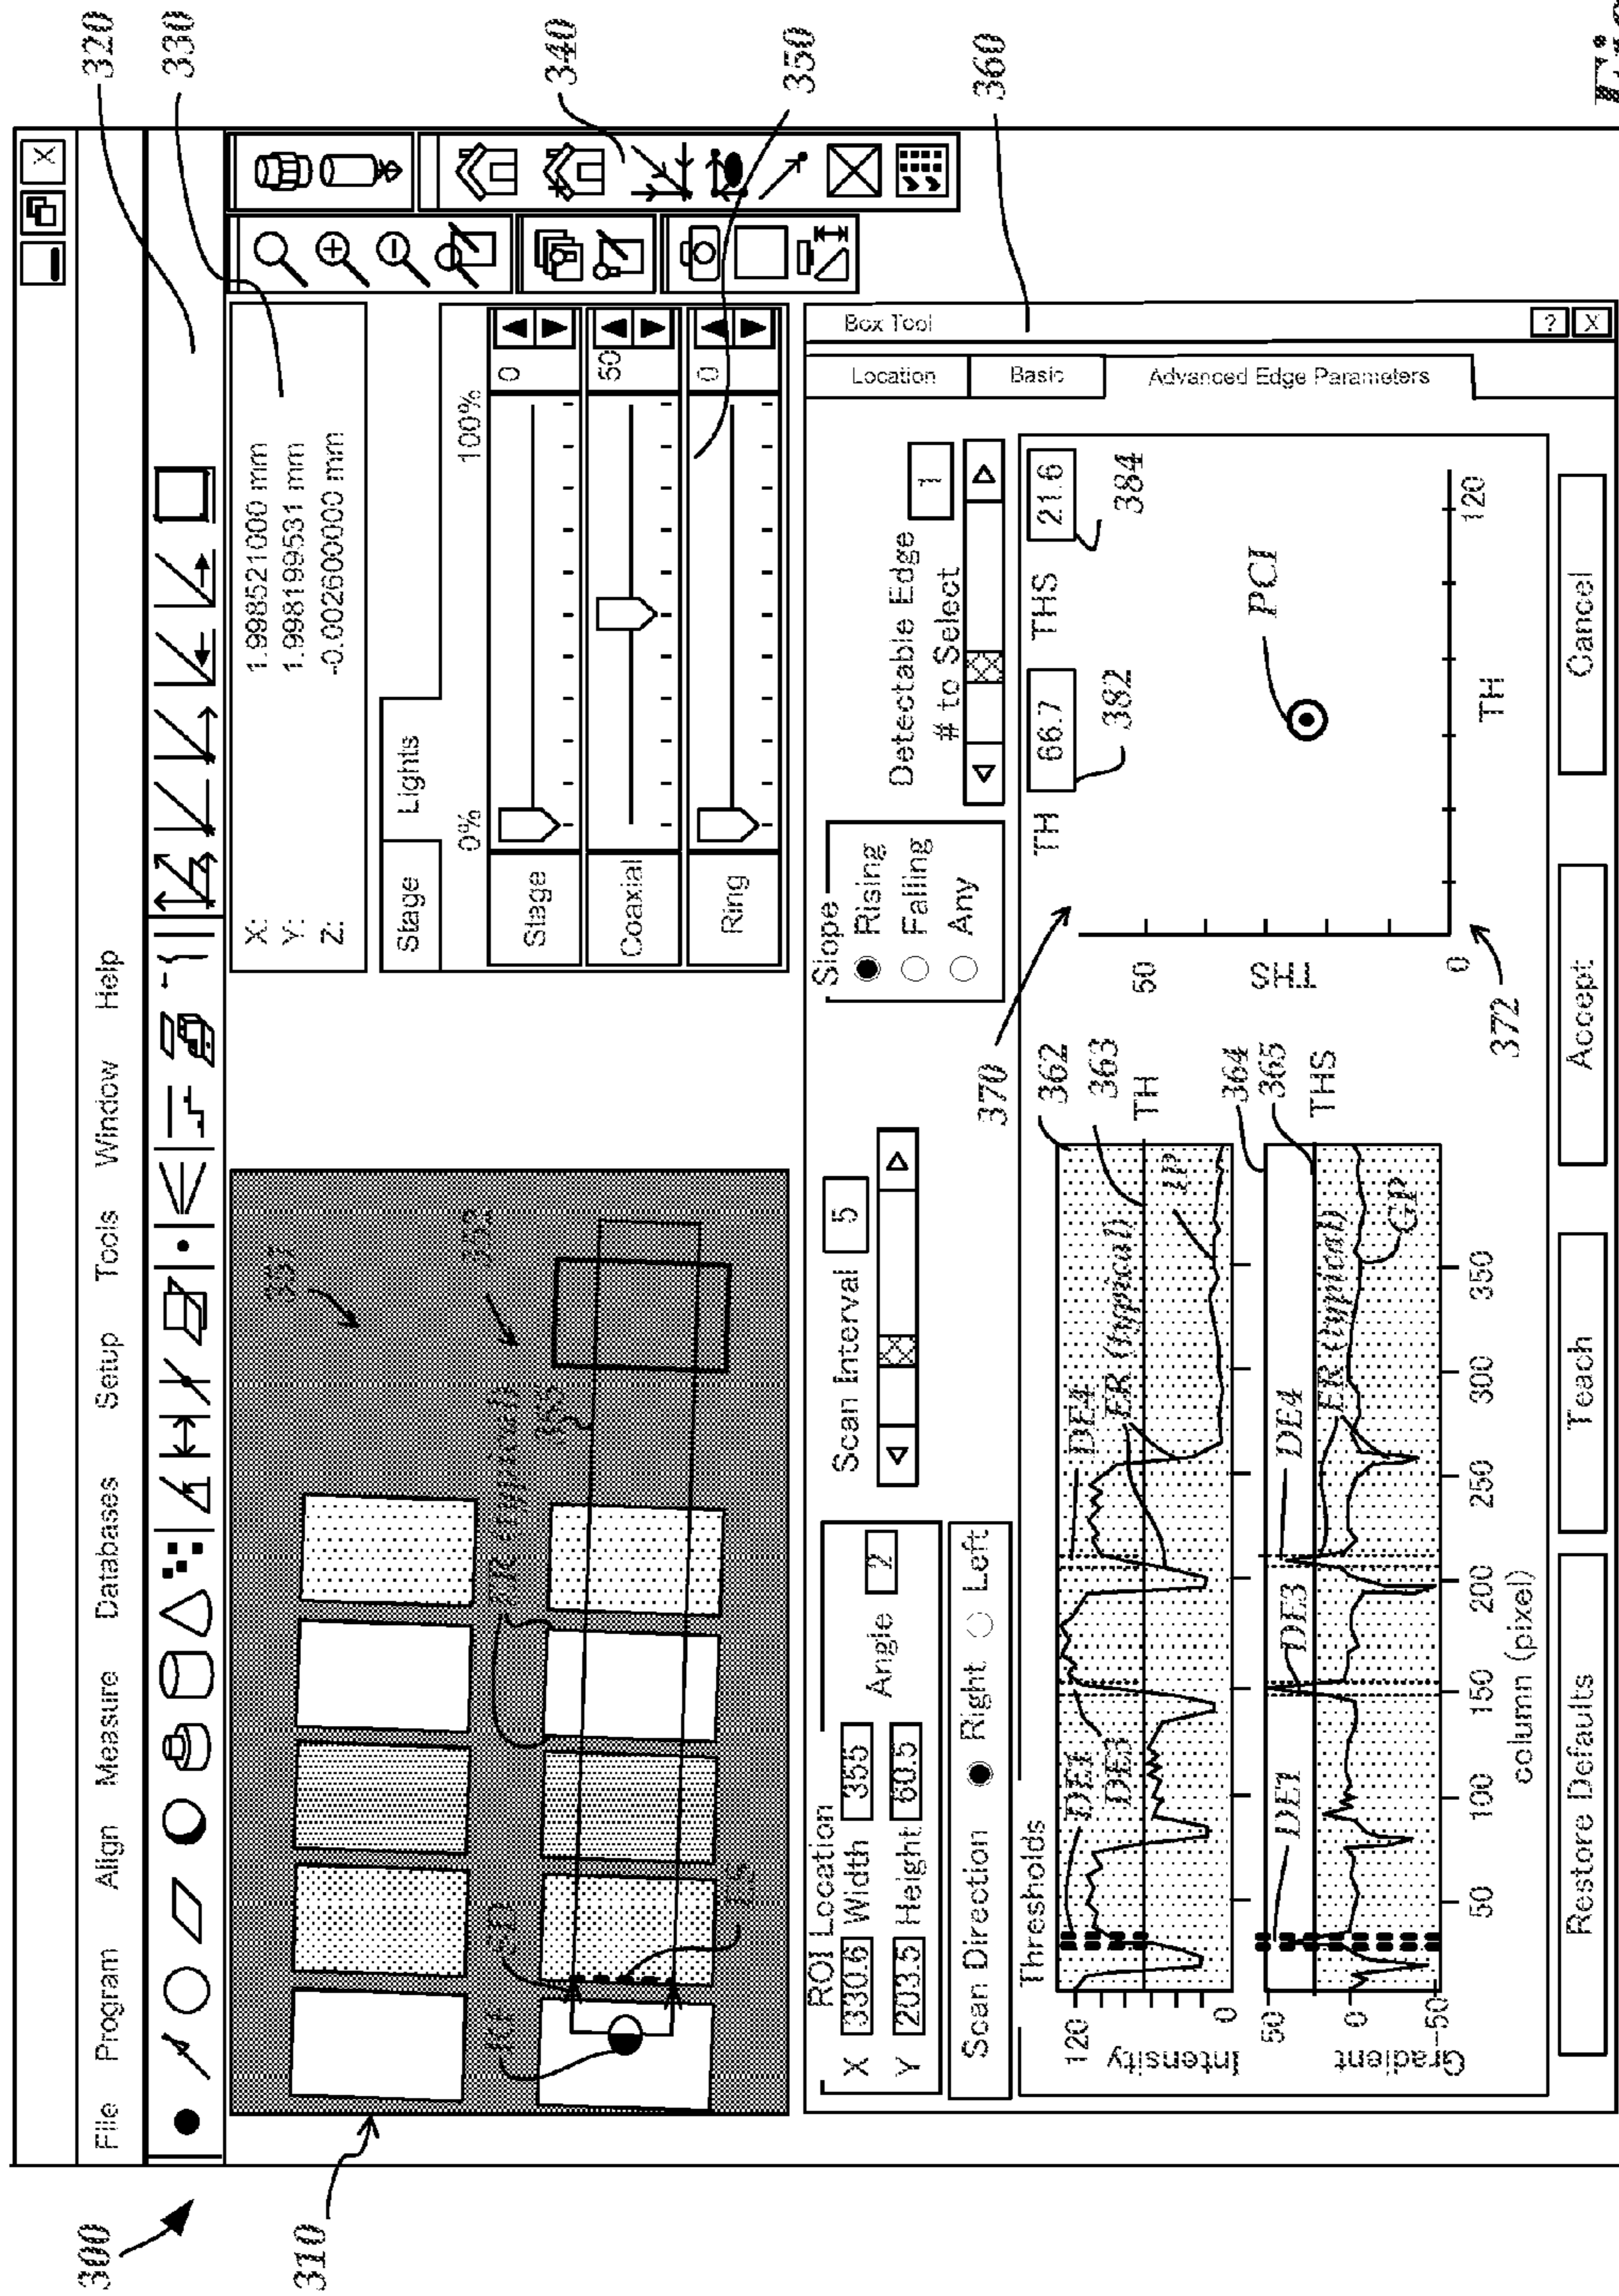 300
X
File Program Align Measure Databases Setup Tools Window Help
320
330
310
X: 1.998521000 mm
Y: 1.998199531 mm
Z: -0.002600000 mm
Stage Lights
0% 100%
Stage 0
Coaxial 50
Ring 0
340
350
360
Box Tool
? X
Location
Basic
Advanced Edge Parameters
ROI Location
X 330.6 Width 355 Angle 2
Y 203.5 Height 60.5
Scan Interval 5
Slope
Rising
Falling
Any
Detectable Edge
# to Select 1
Scan Direction Right Left
Thresholds
120
Intensity
0
DE1
DE3
DE4
ER (typical)
IP
370
362
363
TH
364
365
THS
50
0
-50
Gradient
DE1
DE3
DE4
ER (typical)
GP
50 100 150 200 250 300 350
column (pixel)
TH 66.7 THS 21.6
382
384
50
THS
0
PCI
TH
120
372
Restore Defaults Teach Accept Cancel